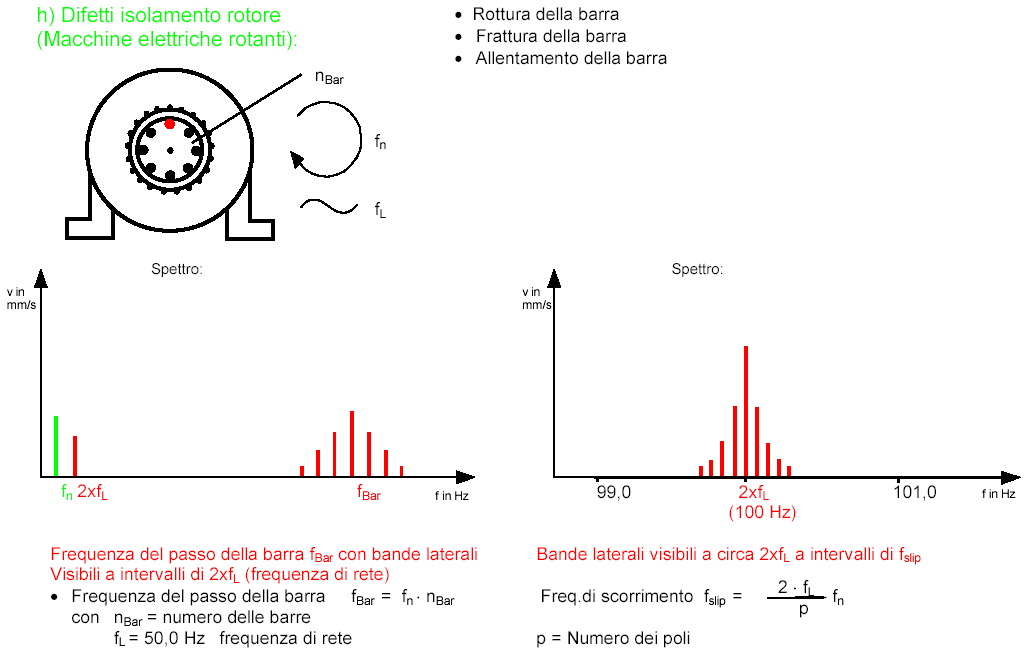 h) Difetti isolamento rotore
(Macchine elettriche rotanti):
• Rottura della barra
• Frattura della barra
• Allentamento della barra
nBar
fn
fL
Spettro:
v in
mm/s
fn 2xfL
fBar
f in Hz
Spettro:
v in
mm/s
99,0
2xfL
(100 Hz)
101,0
f in Hz
Frequenza del passo della barra fBar con bande laterali
Visibili a intervalli di 2xfL (frequenza di rete)
• Frequenza del passo della barra fBar = fn · nBar
con nBar = numero delle barre
fL = 50,0 Hz frequenza di rete
Bande laterali visibili a circa 2xfL a intervalli di fslip
Freq.di scorrimento fslip = 2 · fL / p - fn
p = Numero dei poli